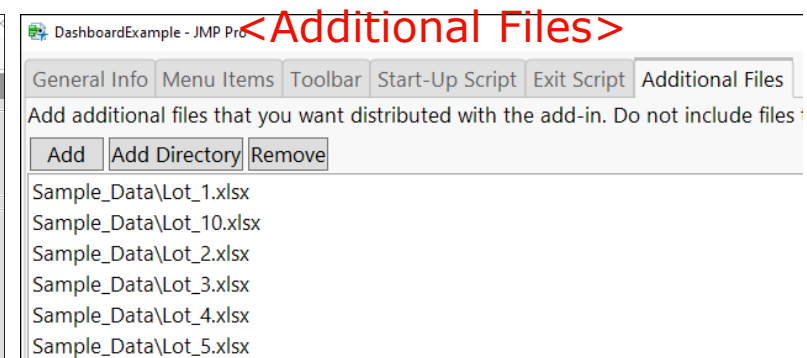 DashboardExample - JMP Pro
<Additional Files>
General Info Menu Items Toolbar Start-Up Script Exit Script Additional Files
Add additional files that you want distributed with the add-in. Do not include files
Add Add Directory Remove
Sample_Data\Lot_1.xlsx
Sample_Data\Lot_10.xlsx
Sample_Data\Lot_2.xlsx
Sample_Data\Lot_3.xlsx
Sample_Data\Lot_4.xlsx
Sample_Data\Lot_5.xlsx